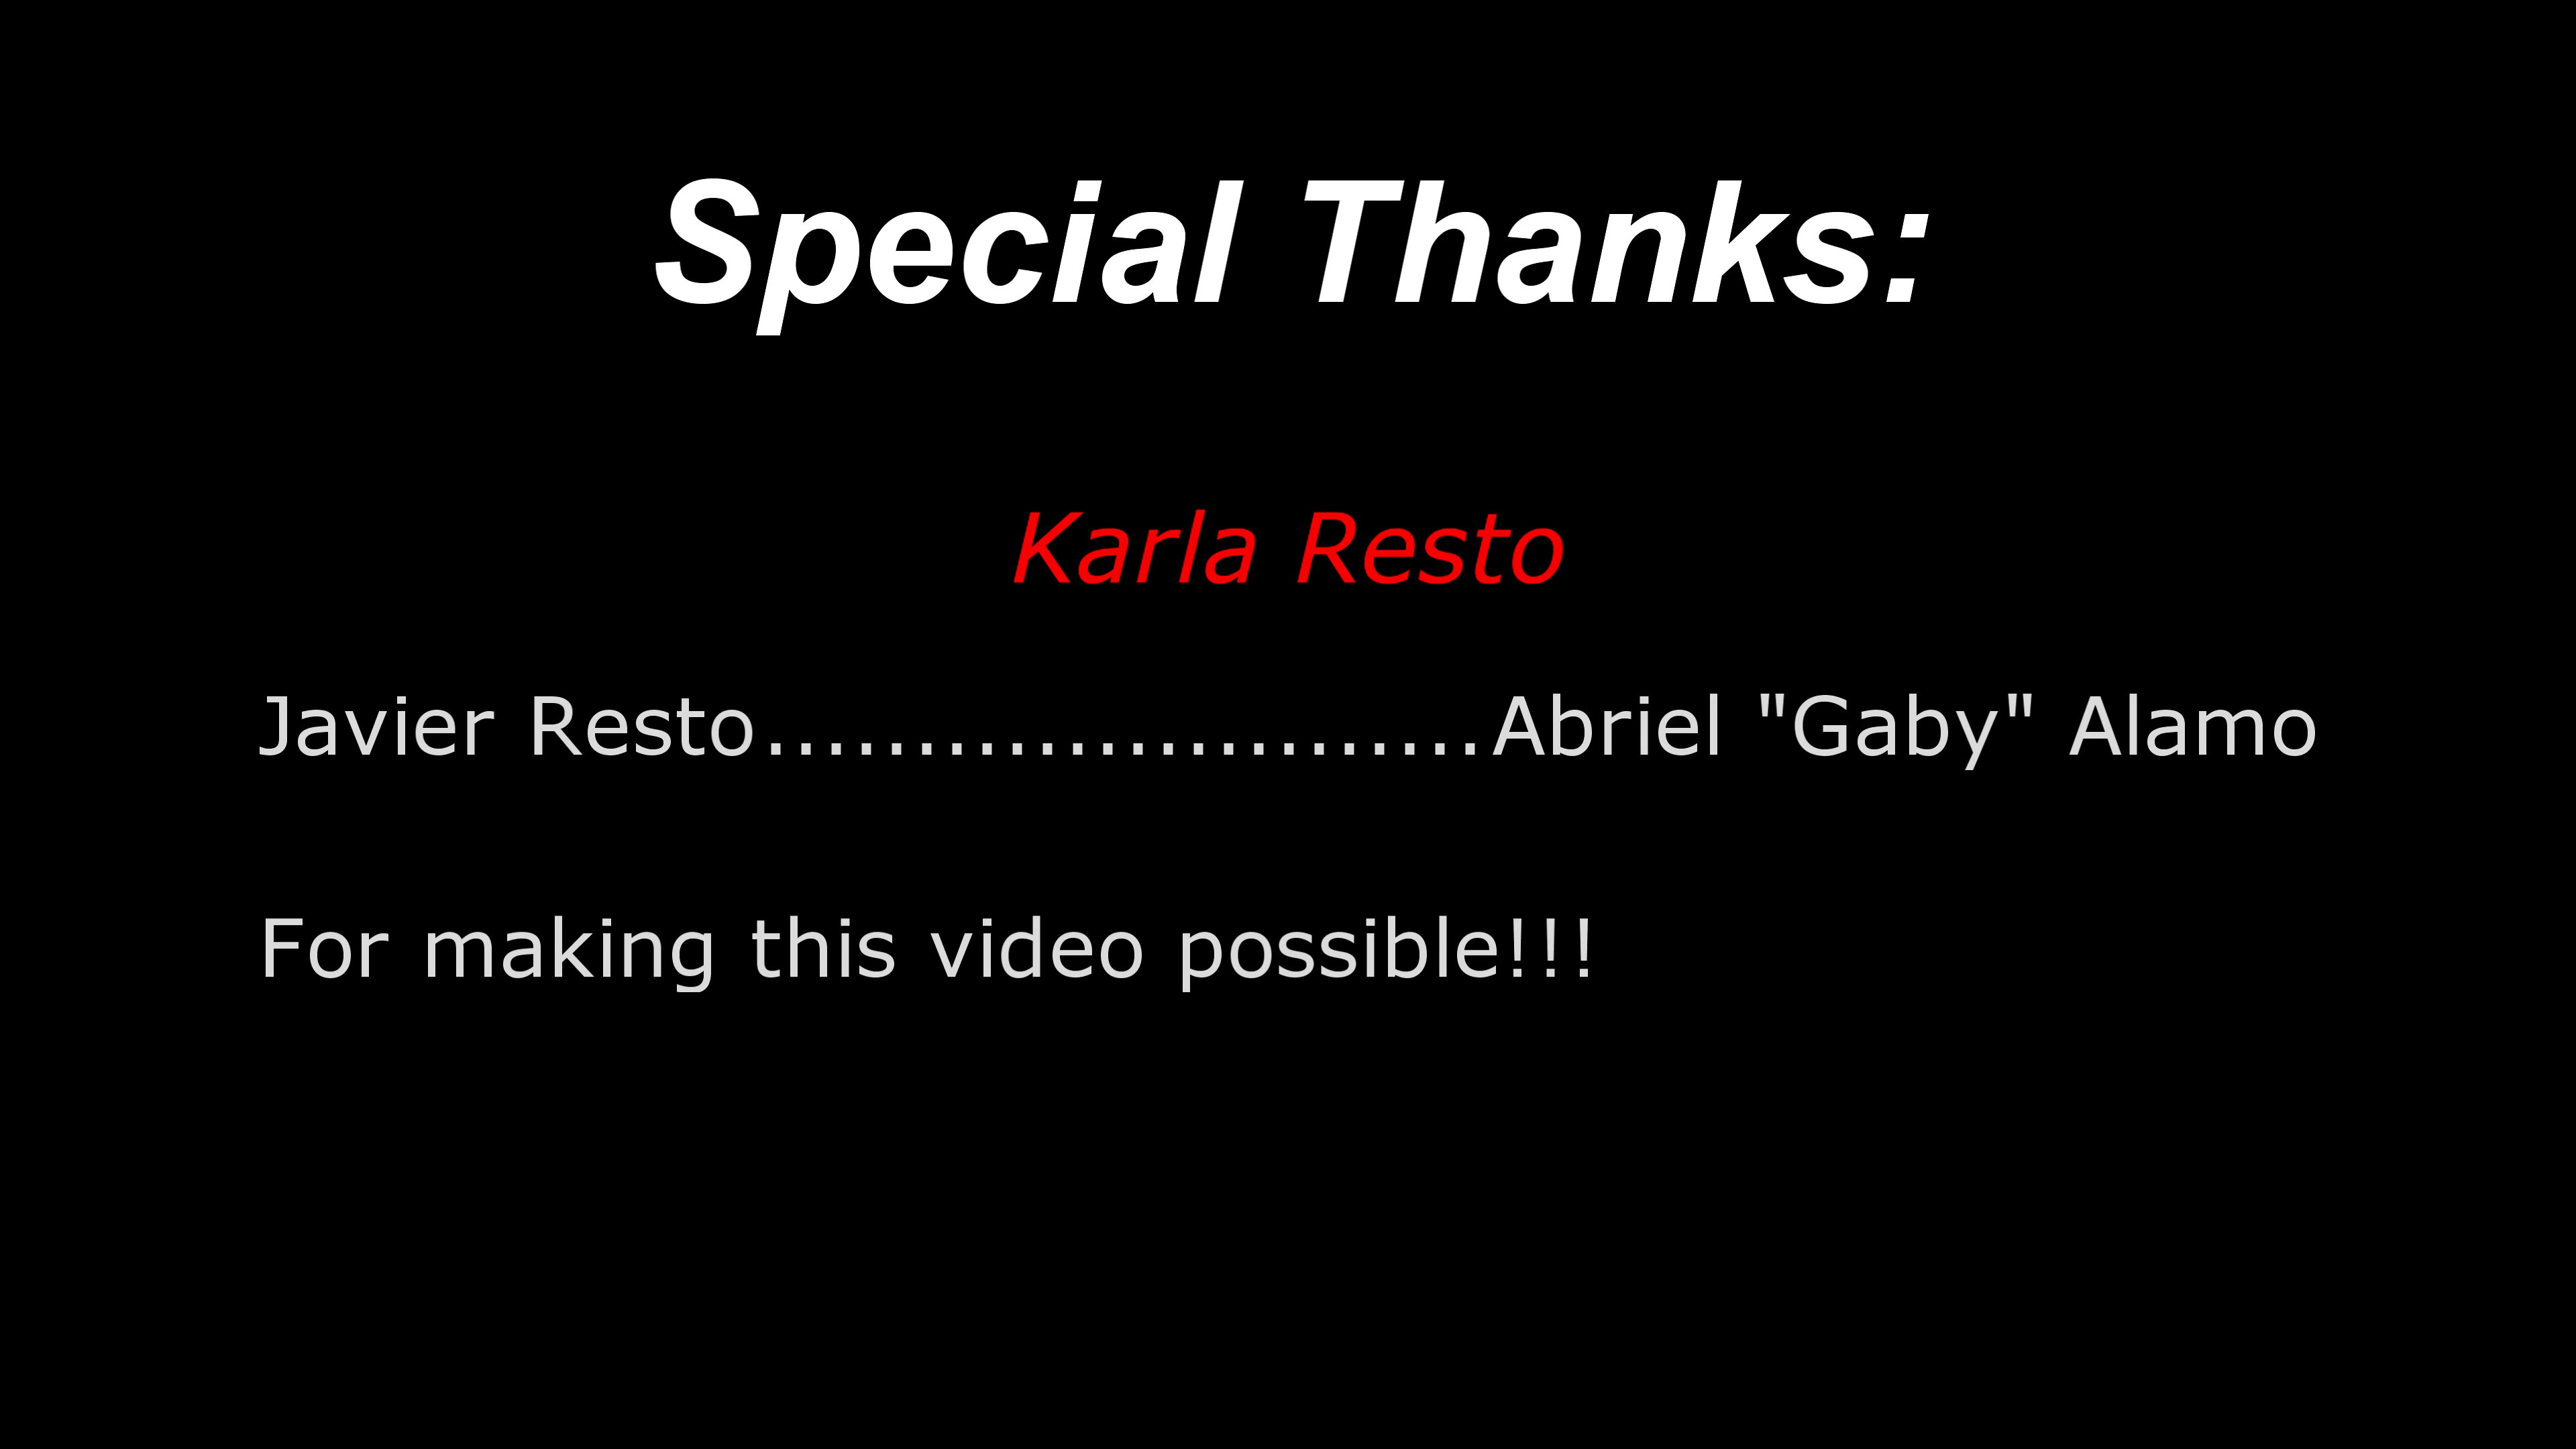 Special Thanks:
Karla Resto
Javier Resto........................Abriel "Gaby" Alamo
For making this video possible!!!